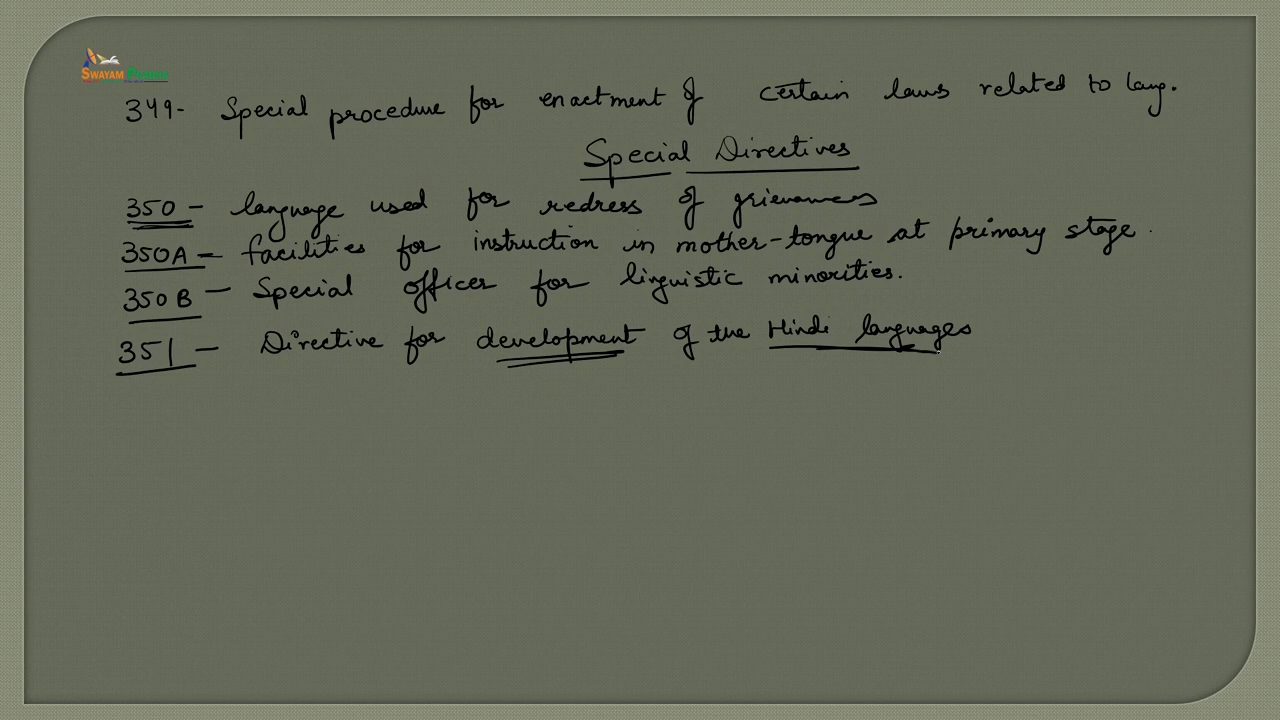 SWAYAM PRABHA
349- Special procedure for enactment of certain laws related to lang.
Special Directives
350 - language used for redress of grievances
350A - facilities for instruction in mother-tongue at primary stage.
350B - Special officer for linguistic minorities.
351 - Directive for development of the Hindi languages